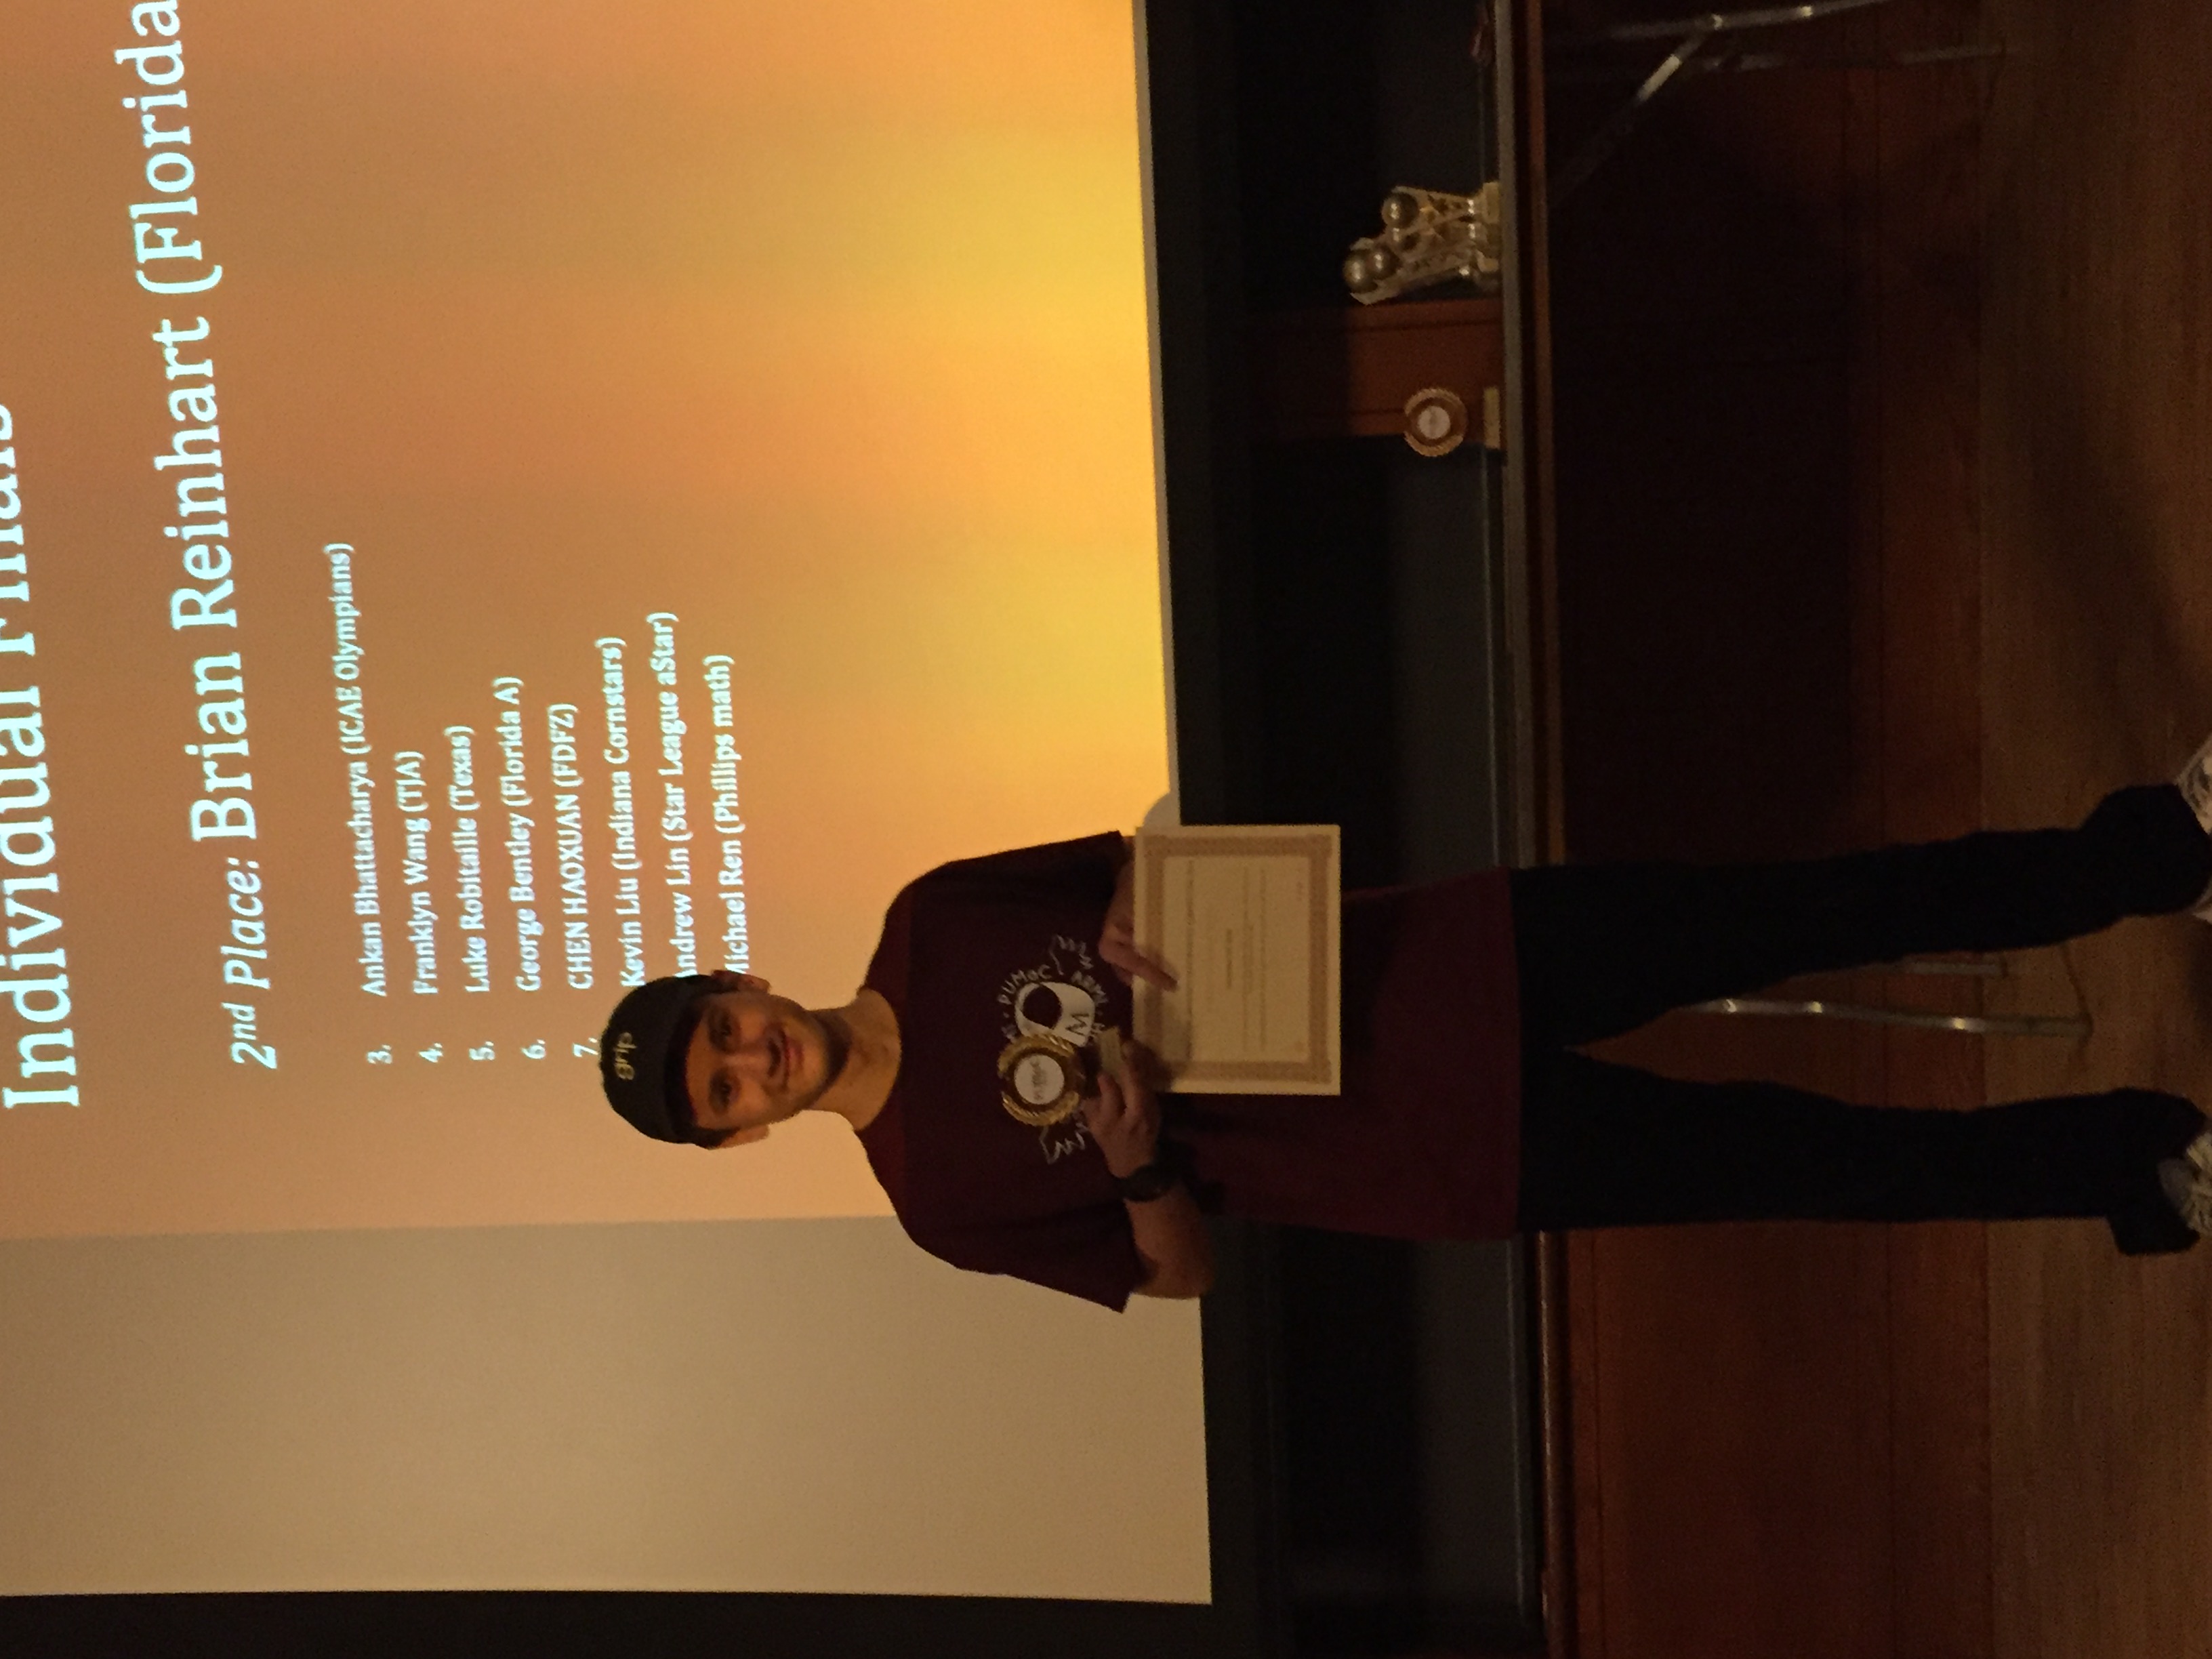 Individual Finals
2nd Place: Brian Reinhart (Florida
3. Ankan Bhattacharya (ICAE Olympians)
4. Franklyn Wang (TJA)
5. Luke Robitaille (Texas)
6. George Bentley (Florida A)
7. CHEN HAOXUAN (FDFZ)
Kevin Liu (Indiana Cornstars)
Andrew Lin (Star League aStar)
Michael Ren (Phillips math)
grip
PUMaC
M